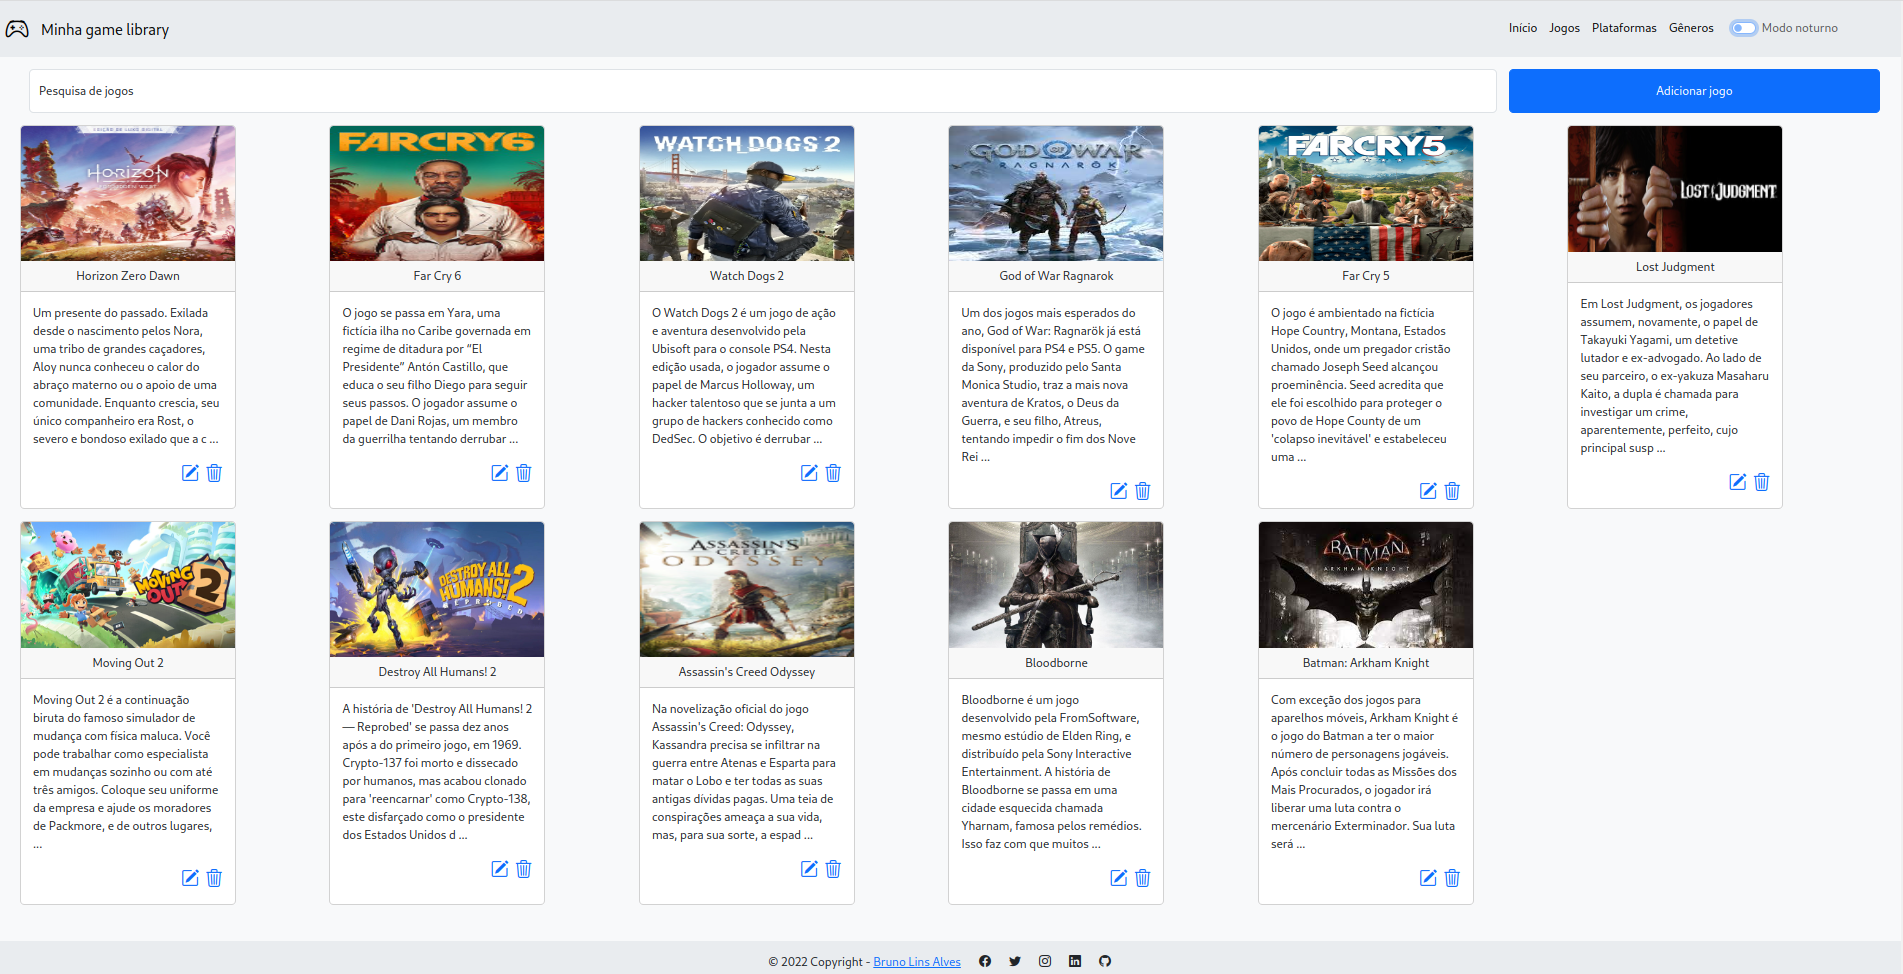 Minha game library
Início Jogos Plataformas Gêneros Modo noturno
Pesquisa de jogos
Adicionar jogo
HORIZON
Horizon Zero Dawn
Um presente do passado. Exilada
desde o nascimento pelos Nora,
uma tribo de grandes caçadores,
Aloy nunca conheceu o calor do
abraço materno ou o apoio de uma
comunidade. Enquanto crescia, seu
único companheiro era Rost, o
severo e bondoso exilado que a c ...
FARCRY6
Far Cry 6
O jogo se passa em Yara, uma
fictícia ilha no Caribe governada em
regime de ditadura por “El
Presidente” Antón Castillo, que
educa o seu filho Diego para seguir
seus passos. O jogador assume o
papel de Dani Rojas, um membro
da guerrilha tentando derrubar ...
WATCH DOGS 2
Watch Dogs 2
O Watch Dogs 2 é um jogo de ação
e aventura desenvolvido pela
Ubisoft para o console PS4. Nesta
edição usada, o jogador assume o
papel de Marcus Holloway, um
hacker talentoso que se junta a um
grupo de hackers conhecido como
DedSec. O objetivo é derrubar ...
GOD OF WAR
RAGNARÖK
God of War Ragnarok
Um dos jogos mais esperados do
ano, God of War: Ragnarök já está
disponível para PS4 e PS5. O game
da Sony, produzido pelo Santa
Monica Studio, traz a mais nova
aventura de Kratos, o Deus da
Guerra, e seu filho, Atreus,
tentando impedir o fim dos Nove
Rei ...
FARCRY5
Far Cry 5
O jogo é ambientado na fictícia
Hope Country, Montana, Estados
Unidos, onde um pregador cristão
chamado Joseph Seed alcançou
proeminência. Seed acredita que
ele foi escolhido para proteger o
povo de Hope County de um
'colapso inevitável' e estabeleceu
uma ...
LOST JUDGMENT
Lost Judgment
Em Lost Judgment, os jogadores
assumem, novamente, o papel de
Takayuki Yagami, um detetive
lutador e ex-advogado. Ao lado de
seu parceiro, o ex-yakuza Masaharu
Kaito, a dupla é chamada para
investigar um crime,
aparentemente, perfeito, cujo
principal susp ...
MOVING
OUT 2
Moving Out 2
Moving Out 2 é a continuação
biruta do famoso simulador de
mudança com física maluca. Você
pode trabalhar como especialista
em mudanças sozinho ou com até
três amigos. Coloque seu uniforme
da empresa e ajude os moradores
de Packmore, e de outros lugares,
...
DESTROY ALL
HUMANS! 2
REPROBED
Destroy All Humans! 2
A história de 'Destroy All Humans! 2
— Reprobed' se passa dez anos
após a do primeiro jogo, em 1969.
Crypto-137 foi morto e dissecado
por humanos, mas acabou clonado
para 'reencarnar' como Crypto-138,
este disfarçado como o presidente
dos Estados Unidos d ...
ASSASSIN'S
CREED
ODYSSEY
Assassin's Creed Odyssey
Na novelização oficial do jogo
Assassin's Creed: Odyssey,
Kassandra precisa se infiltrar na
guerra entre Atenas e Esparta para
matar o Lobo e ter todas as suas
antigas dívidas pagas. Uma teia de
conspirações ameaça a sua vida,
mas, para sua sorte, a espad ...
Bloodborne
Bloodborne é um jogo
desenvolvido pela FromSoftware,
mesmo estúdio de Elden Ring, e
distribuído pela Sony Interactive
Entertainment. A história de
Bloodborne se passa em uma
cidade esquecida chamada
Yharnam, famosa pelos remédios.
Isso faz com que muitos ...
BATMAN
ARKHAM KNIGHT
Batman: Arkham Knight
Com exceção dos jogos para
aparelhos móveis, Arkham Knight é
o jogo do Batman a ter o maior
número de personagens jogáveis.
Após concluir todas as Missões dos
Mais Procurados, o jogador irá
liberar uma luta contra o
mercenário Exterminador. Sua luta
será ...
© 2022 Copyright - Bruno Lins Alves